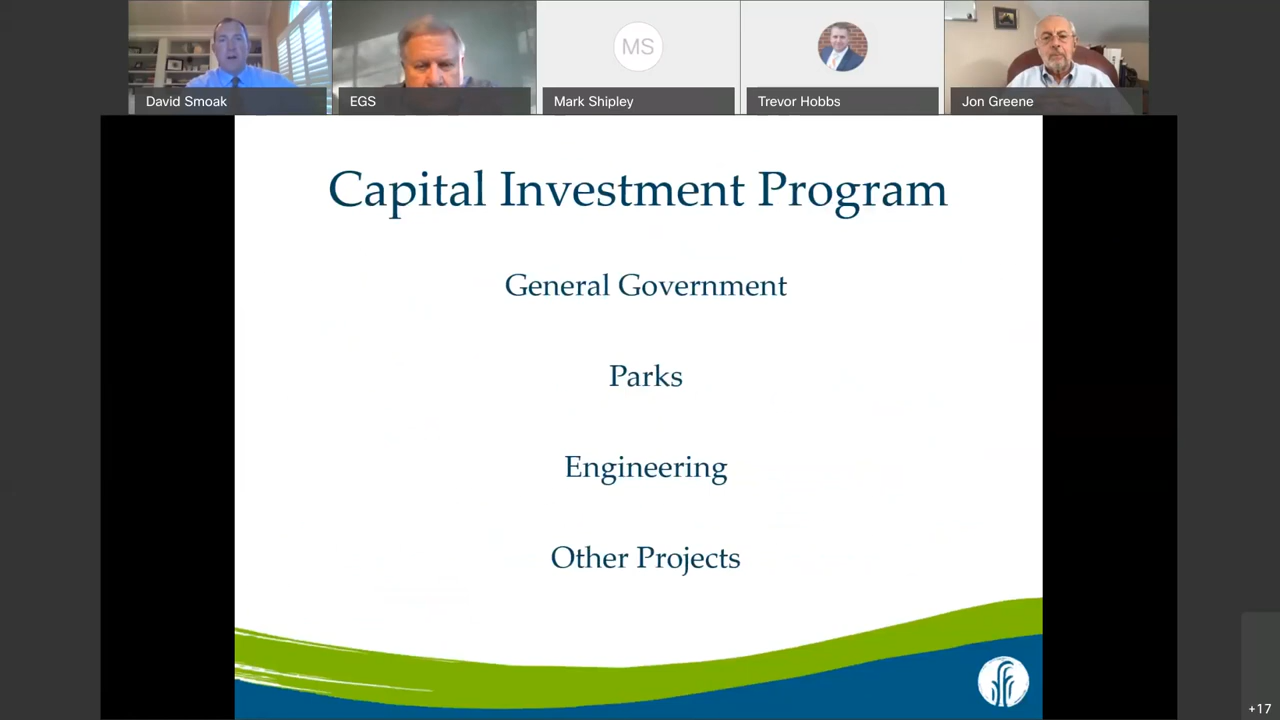 MS
David Smoak
EGS
Mark Shipley
Trevor Hobbs
Jon Greene
Capital Investment Program
General Government
Parks
Engineering
Other Projects
+17